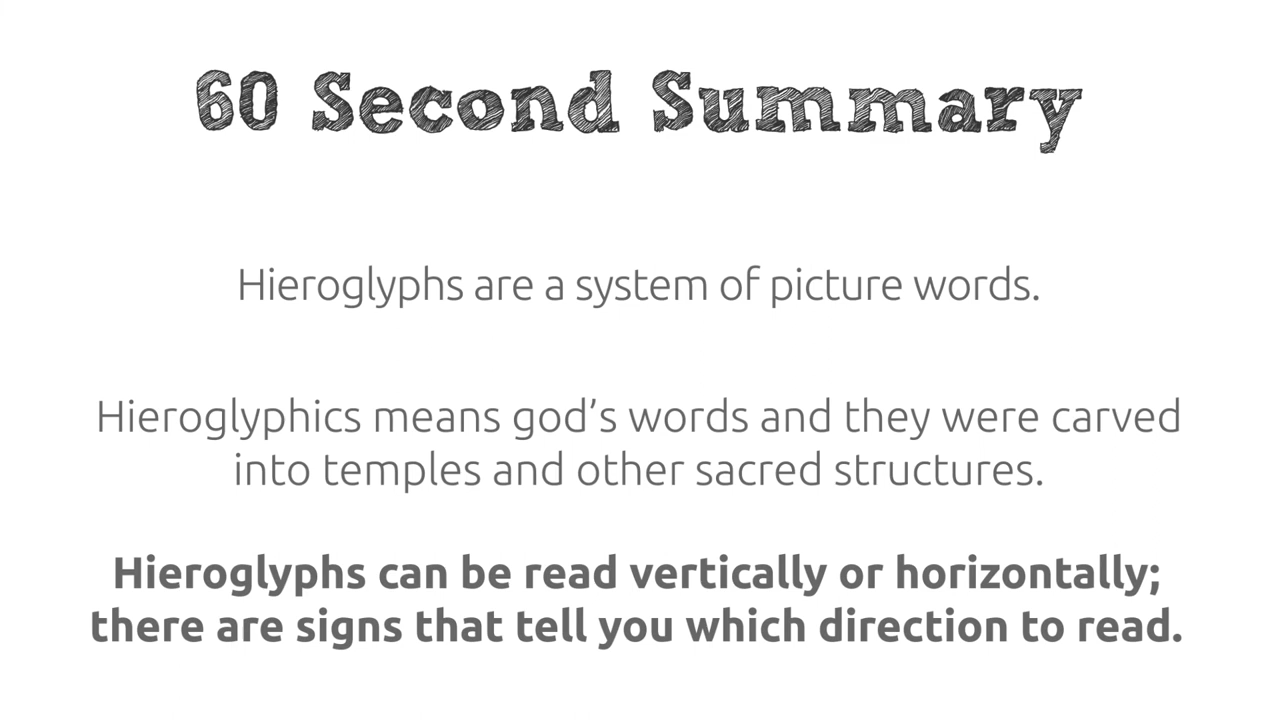 60 Second Summary
Hieroglyphs are a system of picture words.
Hieroglyphics means god’s words and they were carved
into temples and other sacred structures.
Hieroglyphs can be read vertically or horizontally;
there are signs that tell you which direction to read.